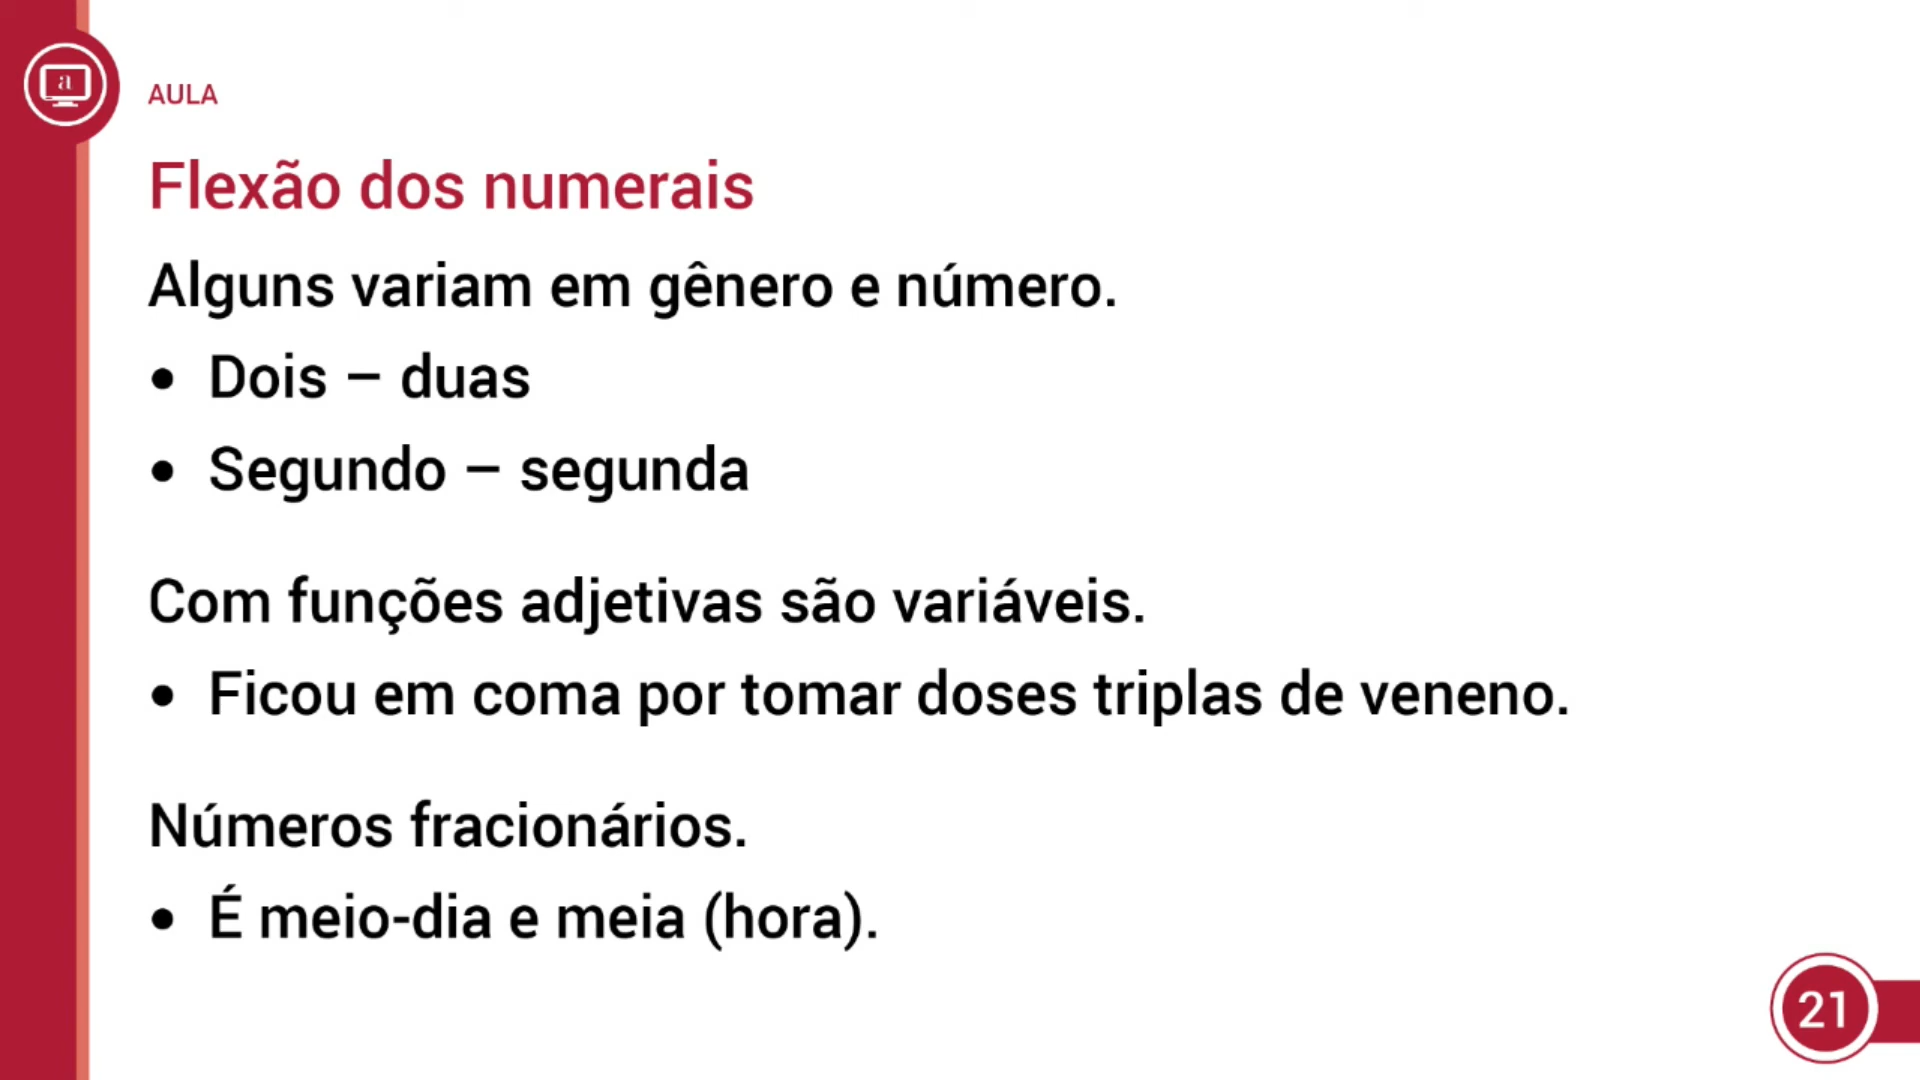 a
AULA
Flexão dos numerais
Alguns variam em gênero e número.
• Dois – duas
• Segundo – segunda
Com funções adjetivas são variáveis.
• Ficou em coma por tomar doses triplas de veneno.
Números fracionários.
• É meio-dia e meia (hora).
21